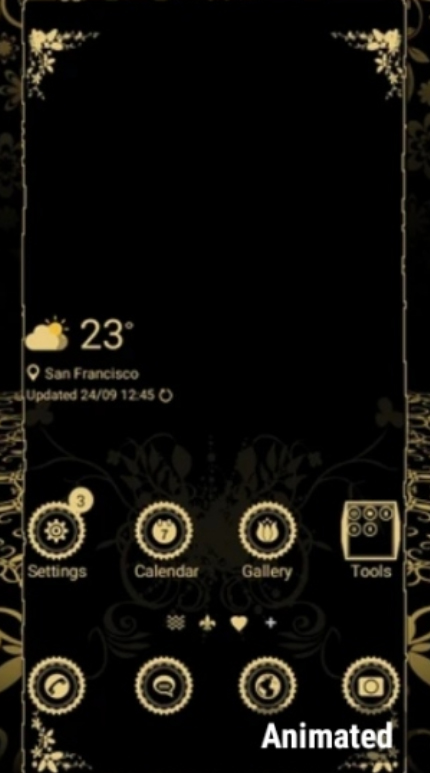 23°
San Francisco
Updated 24/09 12:45
3
7
Settings
Calendar
Gallery
Tools
Animated